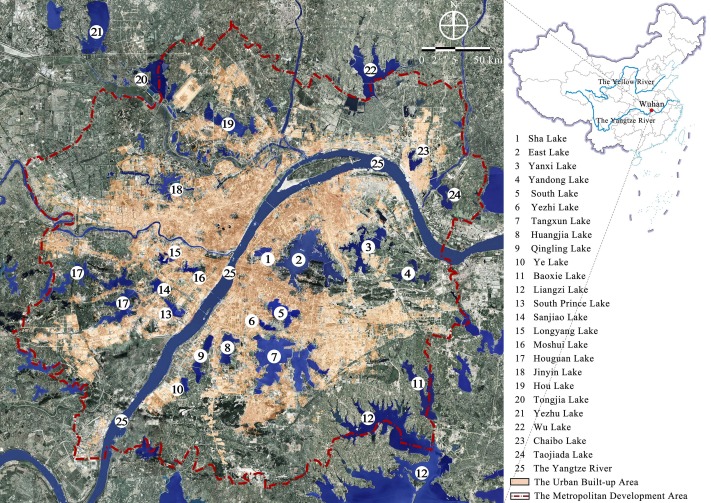 21
20
22
19
23
25
18
24
15
1
2
3
17
16
25
4
14
17
13
5
6
9
8
7
10
11
12
25
12
0 2.5 5 50 km
The Yellow River
Wuhan
The Yangtze River
1 Sha Lake
2 East Lake
3 Yanxi Lake
4 Yandong Lake
5 South Lake
6 Yezhi Lake
7 Tangxun Lake
8 Huangjia Lake
9 Qingling Lake
10 Ye Lake
11 Baoxie Lake
12 Liangzi Lake
13 South Prince Lake
14 Sanjiao Lake
15 Longyang Lake
16 Moshui Lake
17 Houguan Lake
18 Jinyin Lake
19 Hou Lake
20 Tongjia Lake
21 Yezhu Lake
22 Wu Lake
23 Chaibo Lake
24 Taojiada Lake
25 The Yangtze River
The Urban Built-up Area
The Metropolitan Development Area